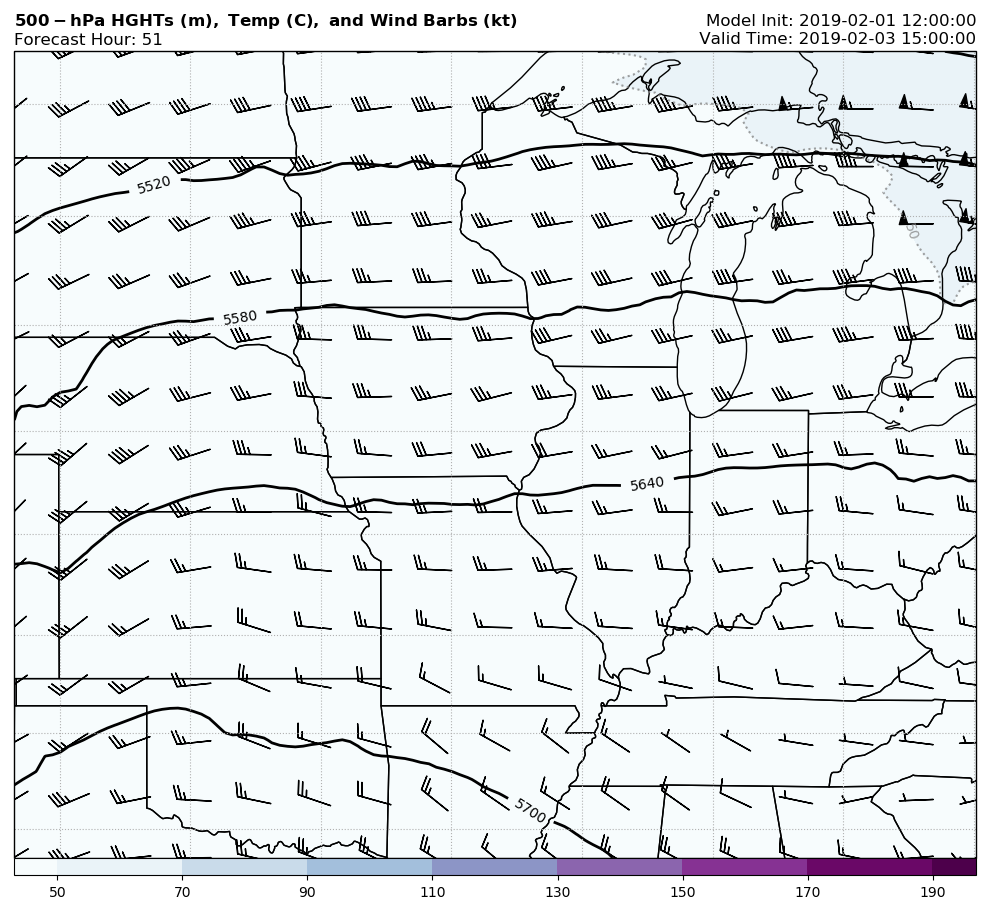 500-hPa HGHTs (m), Temp (C), and Wind Barbs (kt)
Model Init: 2019-02-01 12:00:00
Forecast Hour: 51
Valid Time: 2019-02-03 15:00:00
5520
50
5580
5640
5700
50 70 90 110 130 150 170 190